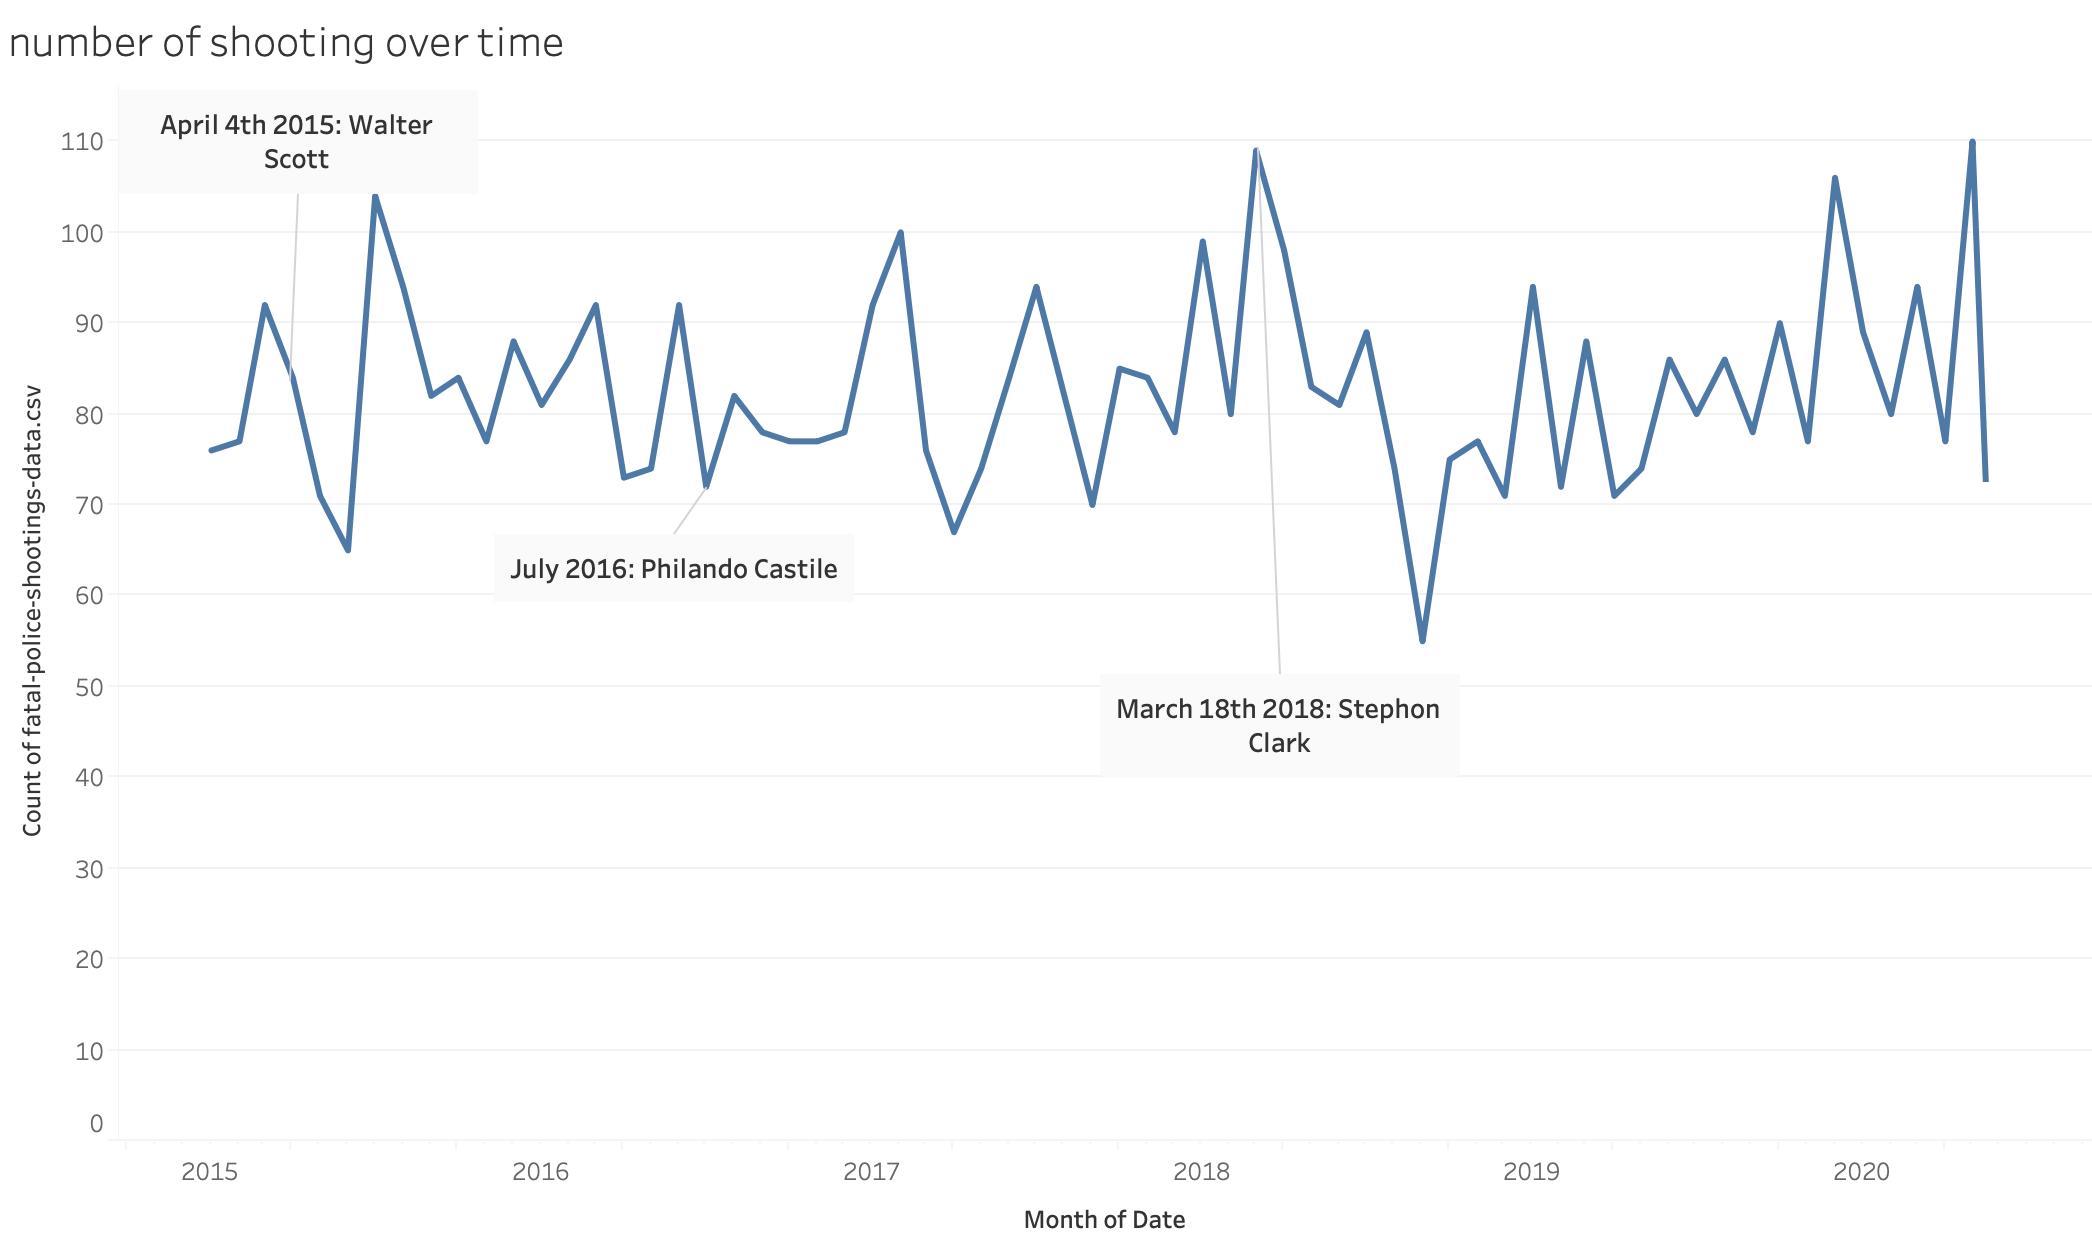 number of shooting over time
April 4th 2015: Walter
Scott
110
100
90
80
70
60
50
40
30
20
10
0
Count of fatal-police-shootings-data.csv
July 2016: Philando Castile
March 18th 2018: Stephon
Clark
2015
2016
2017
2018
2019
2020
Month of Date